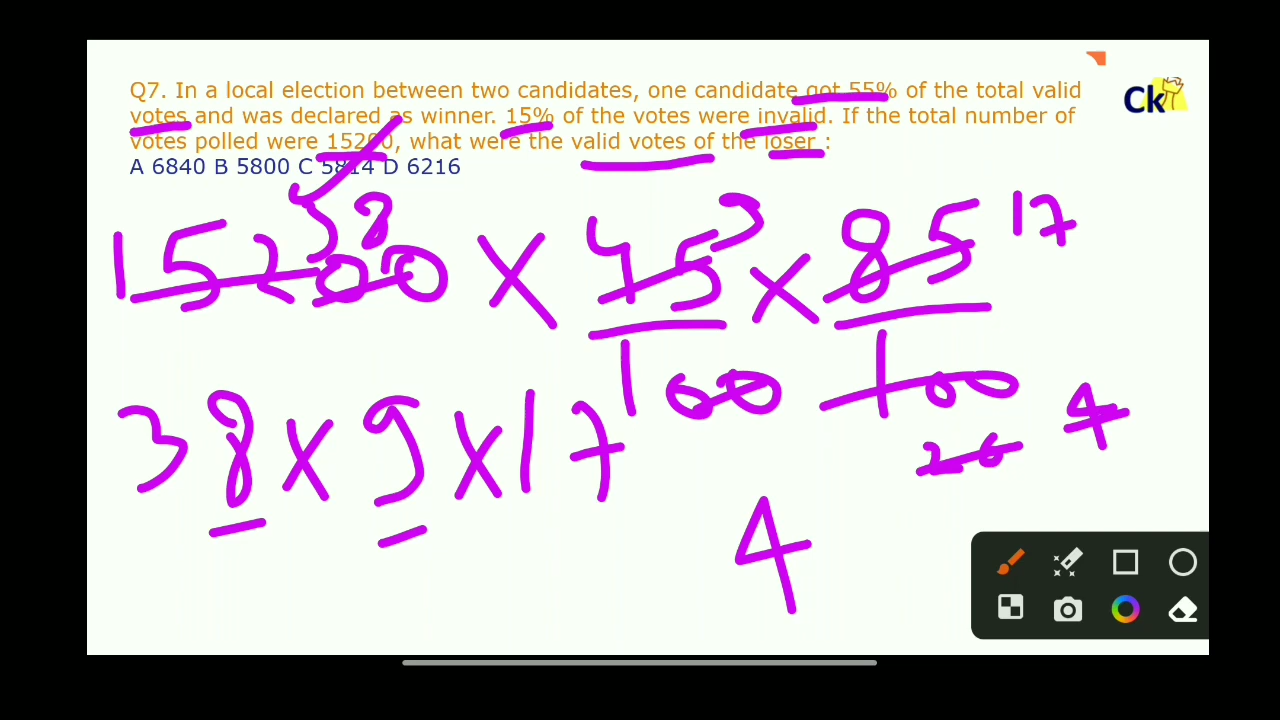 Q7. In a local election between two candidates, one candidate got 55% of the total valid
votes and was declared as winner. 15% of the votes were invalid. If the total number of
votes polled were 15200, what were the valid votes of the loser :
A 6840 B 5800 C 5814 D 6216
Ck
38
15200 × 45 9 × 85 17
100 100
20 4
38 × 9 × 17
4